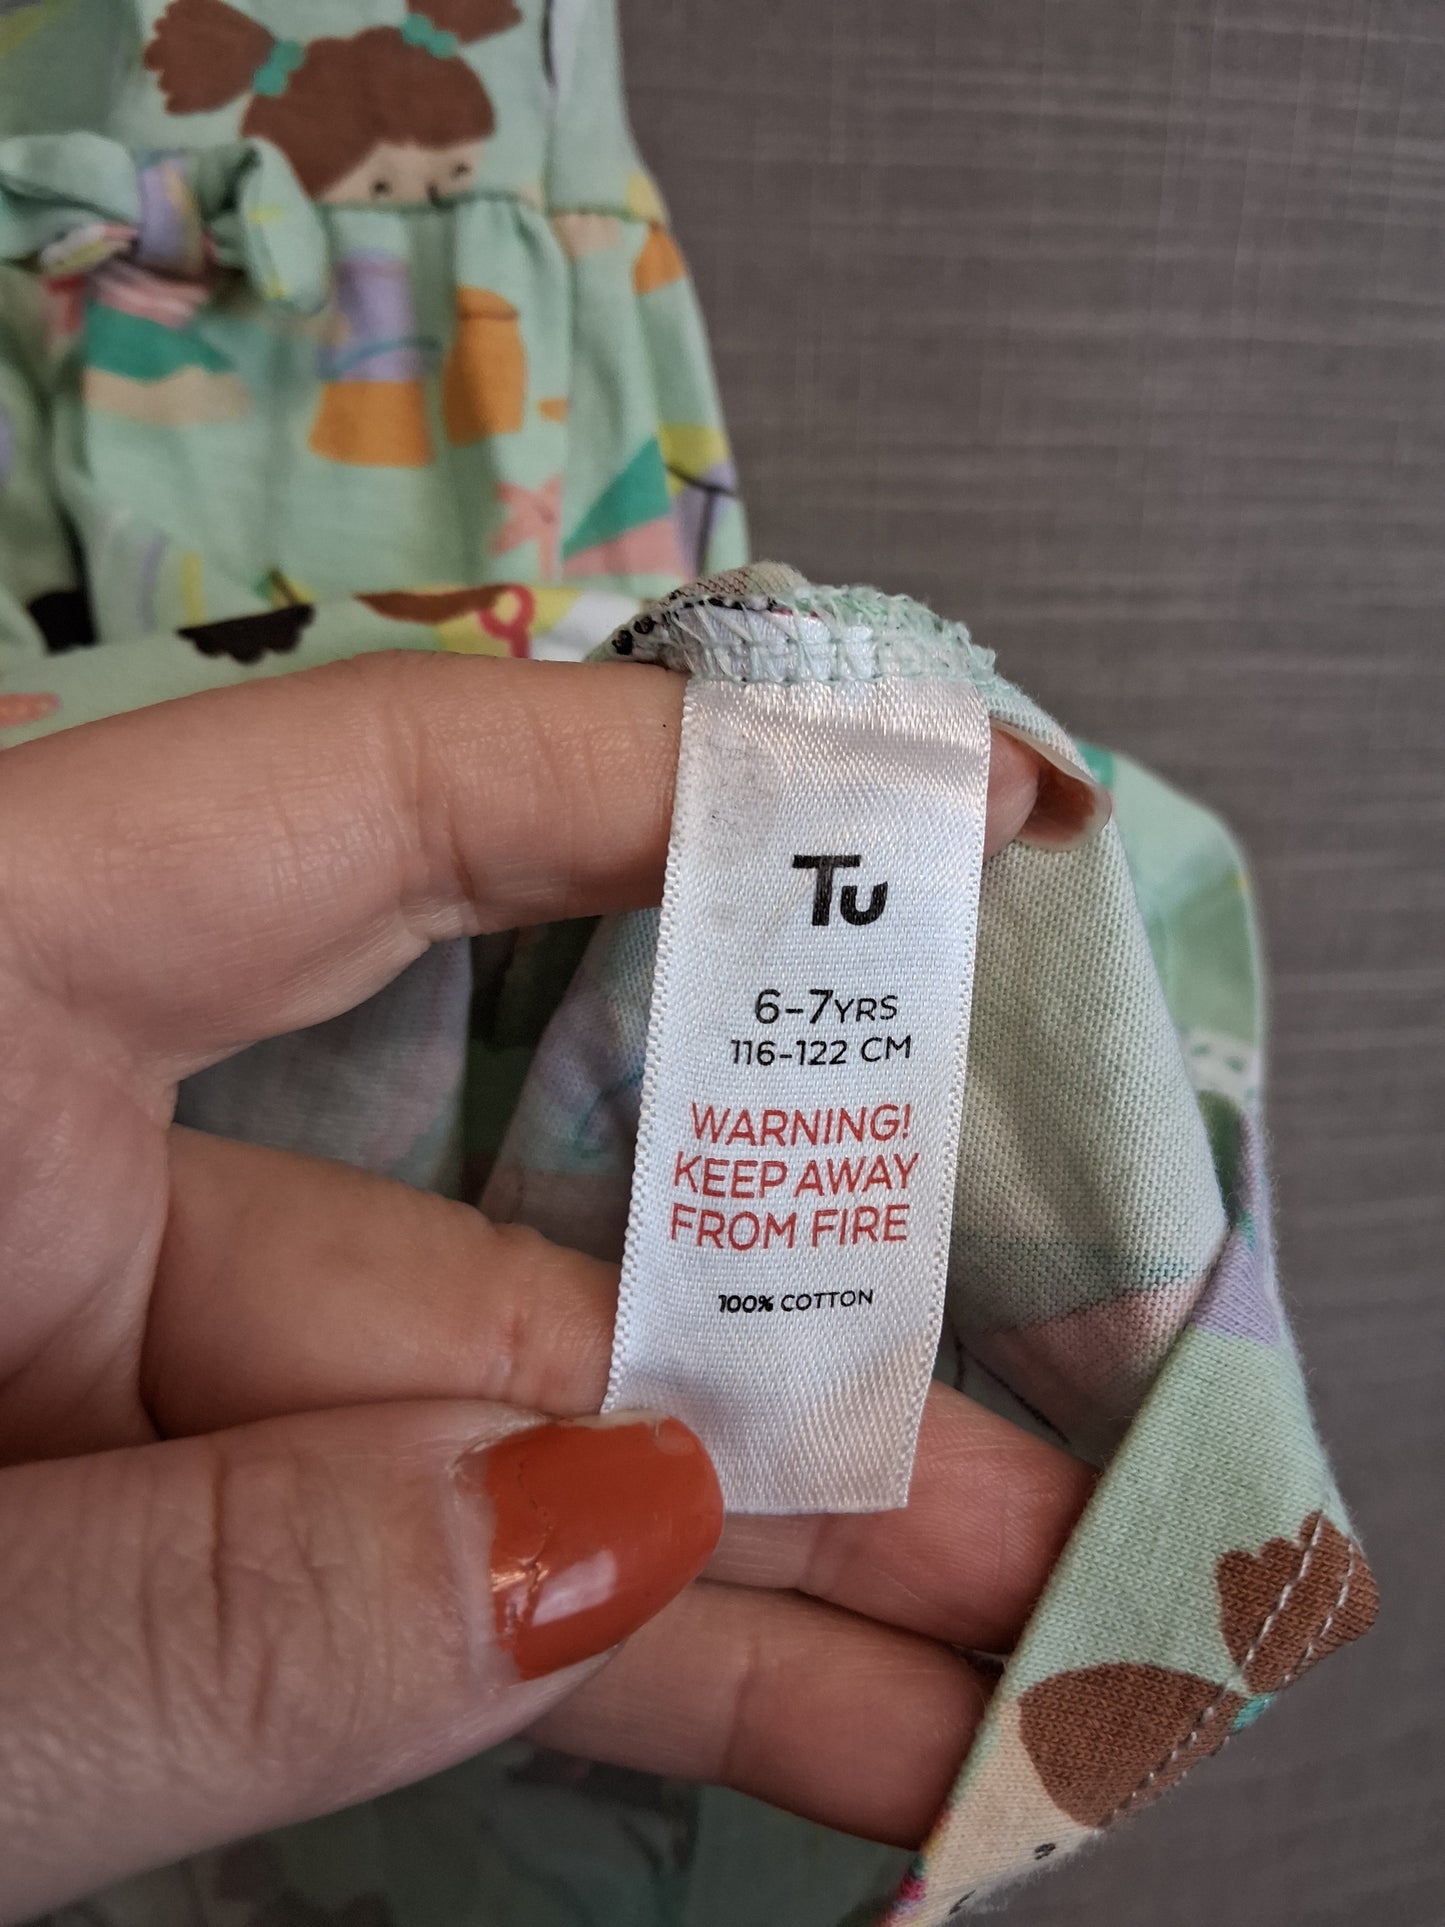 Tu
6-7YRS
116-122 CM
WARNING!
KEEP AWAY
FROM FIRE
100% COTTON